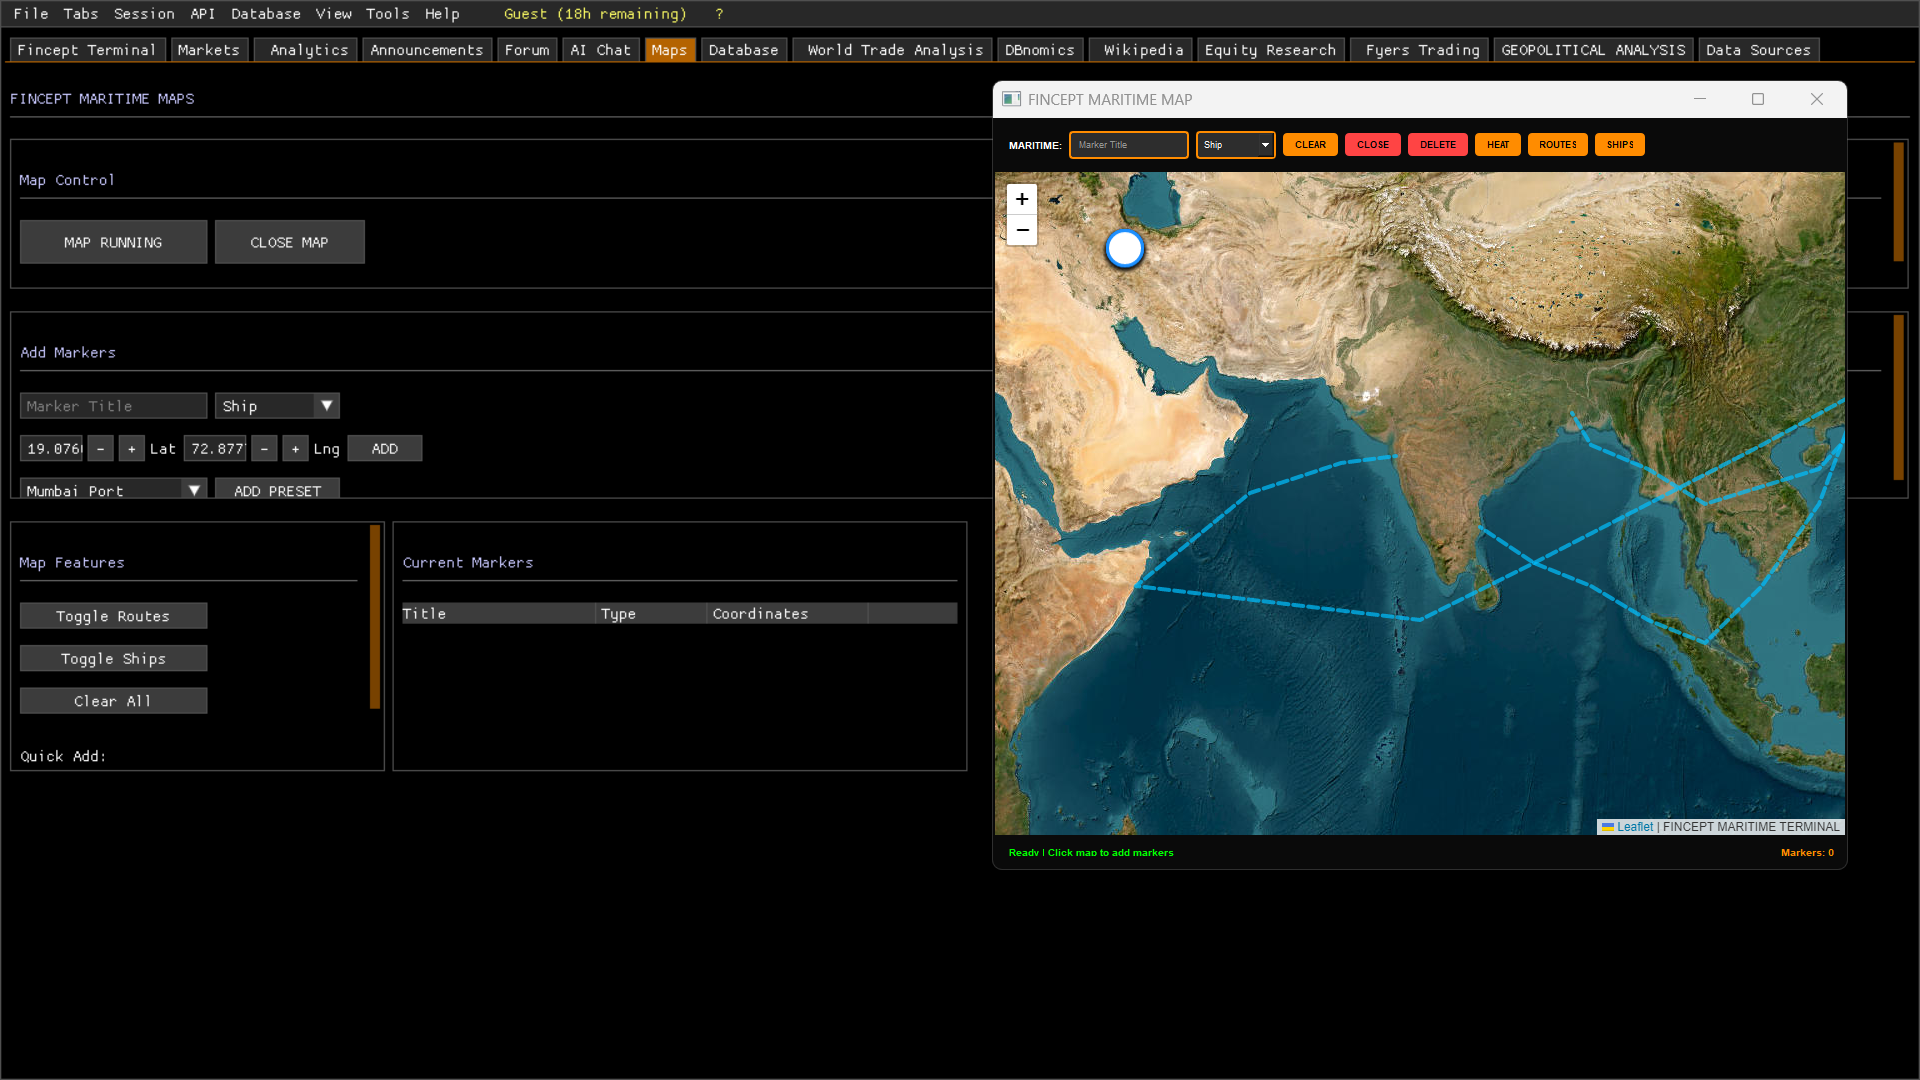 File Tabs Session API Database View Tools Help Guest (18h remaining) ?
Fincept Terminal Markets Analytics Announcements Forum AI Chat Maps Database World Trade Analysis DBnomics Wikipedia Equity Research Fyers Trading GEOPOLITICAL ANALYSIS Data Sources
FINCEPT MARITIME MAPS
Map Control
MAP RUNNING CLOSE MAP
Add Markers
Marker Title Ship
19.076 - + Lat 72.877 - + Lng ADD
Mumbai Port ADD PRESET
Map Features
Toggle Routes
Toggle Ships
Clear All
Quick Add:
Current Markers
Title Type Coordinates
FINCEPT MARITIME MAP
MARITIME: Marker Title Ship CLEAR CLOSE DELETE HEAT ROUTES SHIPS
+
−
Leaflet | FINCEPT MARITIME TERMINAL
Ready | Click map to add markers Markers: 0